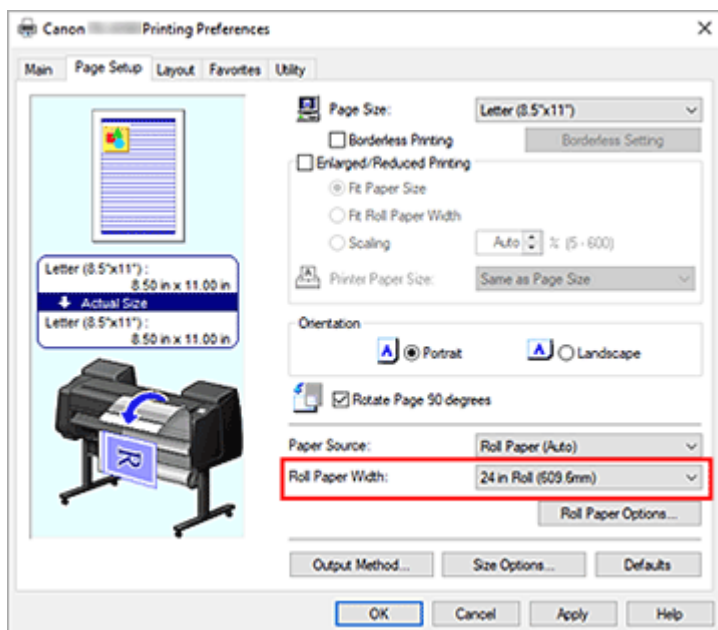 Canon Printing Preferences
Main Page Setup Layout Favorites Utility
Page Size: Letter (8.5"x11")
Borderless Printing Borderless Setting
Enlarged/Reduced Printing
Fit Paper Size
Fit Roll Paper Width
Scaling Auto % (5 - 600)
Printer Paper Size: Same as Page Size
Letter (8.5"x11") :
8.50 in x 11.00 in
Actual Size
Letter (8.5"x11") :
8.50 in x 11.00 in
Orientation
A Portrait A Landscape
Rotate Page 90 degrees
R
Paper Source: Roll Paper (Auto)
Roll Paper Width: 24 in Roll (609.6mm)
Roll Paper Options...
Output Method... Size Options... Defaults
OK Cancel Apply Help